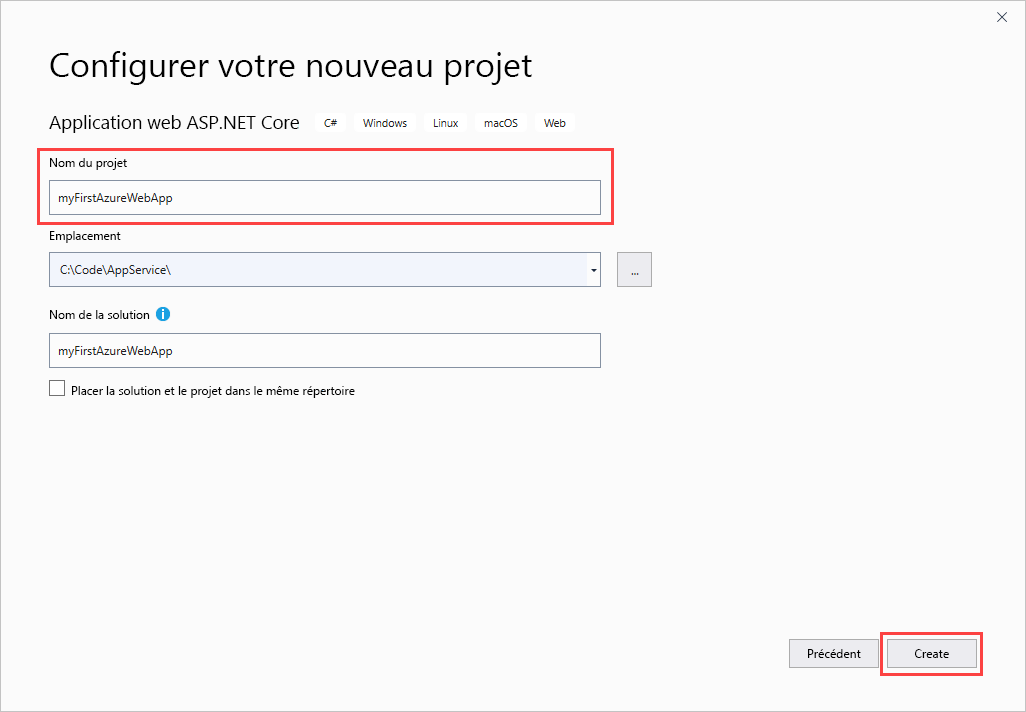 Configurer votre nouveau projet
Application web ASP.NET Core C# Windows Linux macOS Web
Nom du projet
myFirstAzureWebApp
Emplacement
C:\Code\AppService\
...
Nom de la solution
myFirstAzureWebApp
Placer la solution et le projet dans le même répertoire
Précédent Create